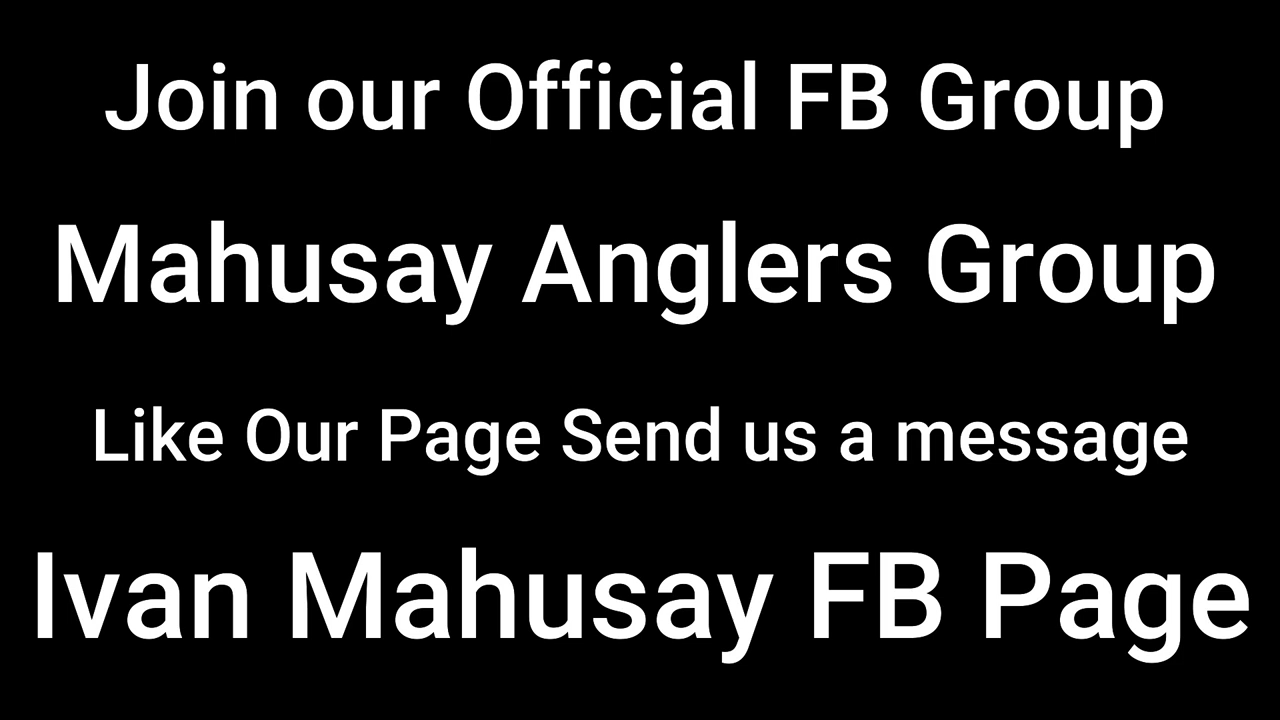 Join our Official FB Group
Mahusay Anglers Group
Like Our Page Send us a message
Ivan Mahusay FB Page